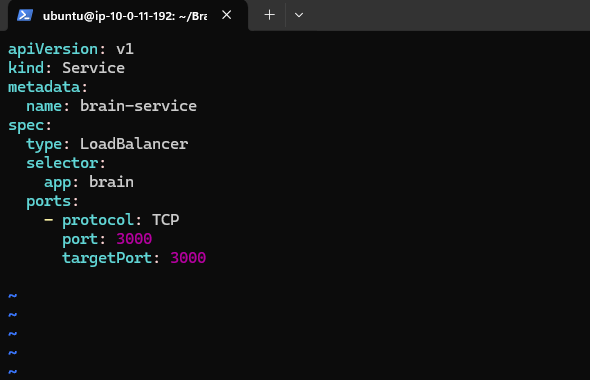 ubuntu@ip-10-0-11-192: ~/Bra
apiVersion: v1
kind: Service
metadata:
  name: brain-service
spec:
  type: LoadBalancer
  selector:
    app: brain
  ports:
    - protocol: TCP
      port: 3000
      targetPort: 3000
~
~
~
~
~